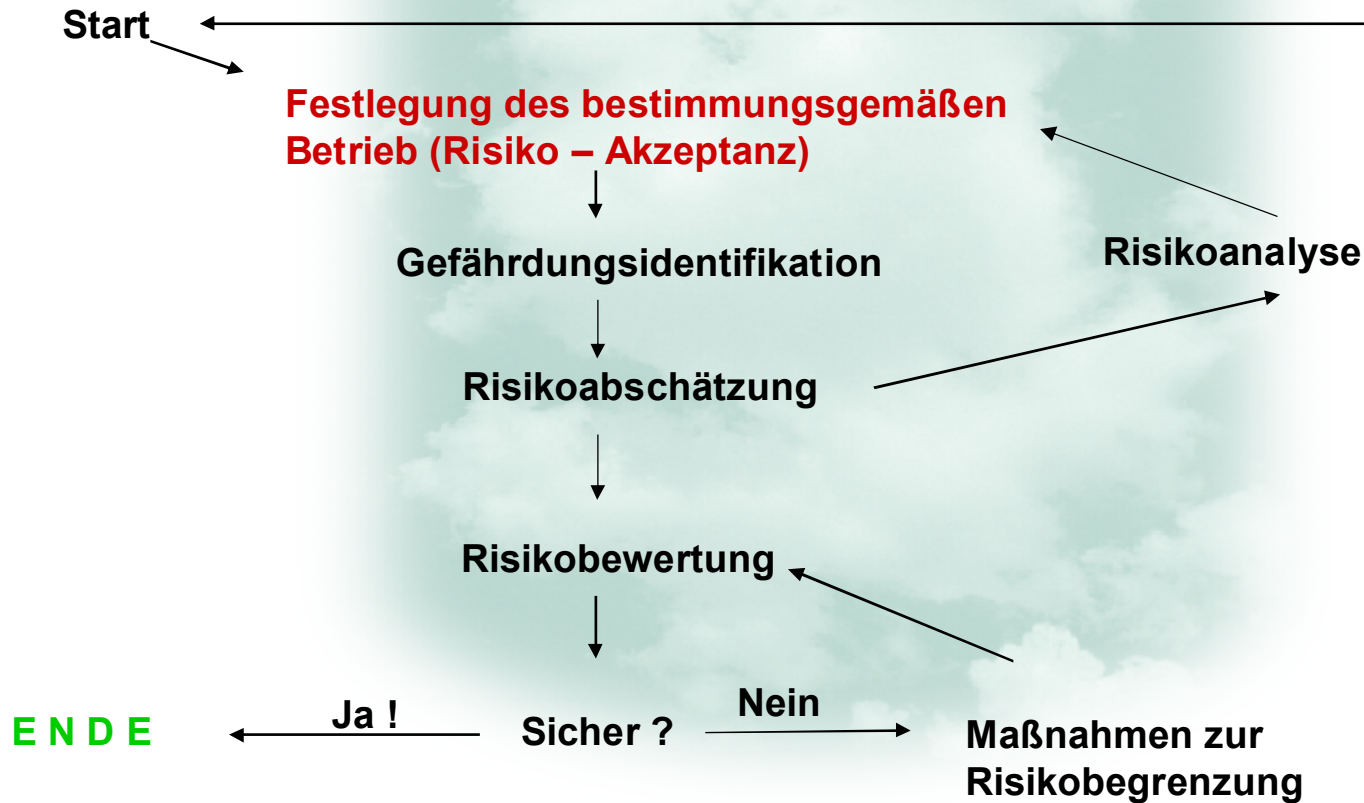 Start
Festlegung des bestimmungsgemäßen
Betrieb (Risiko – Akzeptanz)
Gefährdungsidentifikation
Risikoanalyse
Risikoabschätzung
Risikobewertung
E N D E
Ja !
Sicher ?
Nein
Maßnahmen zur
Risikobegrenzung